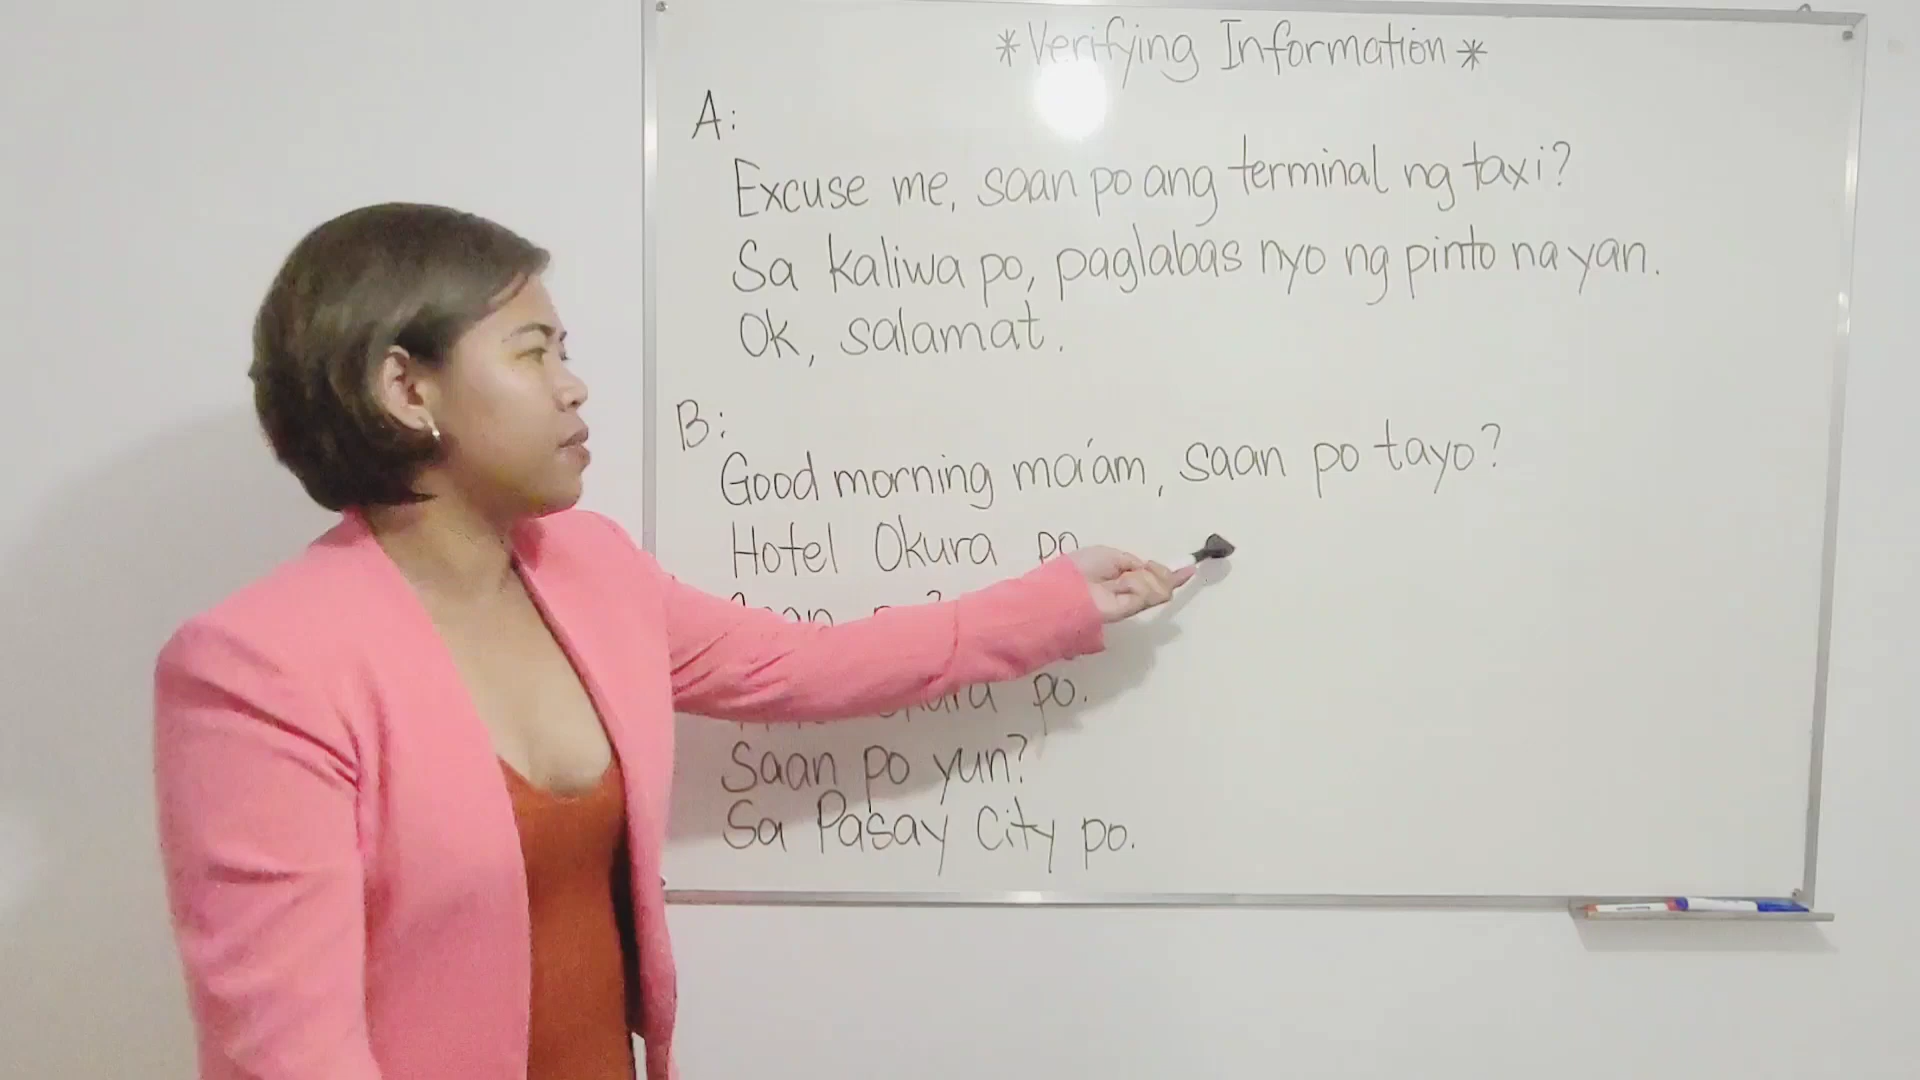 *Verifying Information*
A:
Excuse me, saan po ang terminal ng taxi?
Sa kaliwa po, paglabas nyo ng pinto na yan.
Ok, salamat.
B:
Good morning ma'am, saan po tayo?
Hotel Okura po
po.
Saan po yun?
Sa Pasay City po.